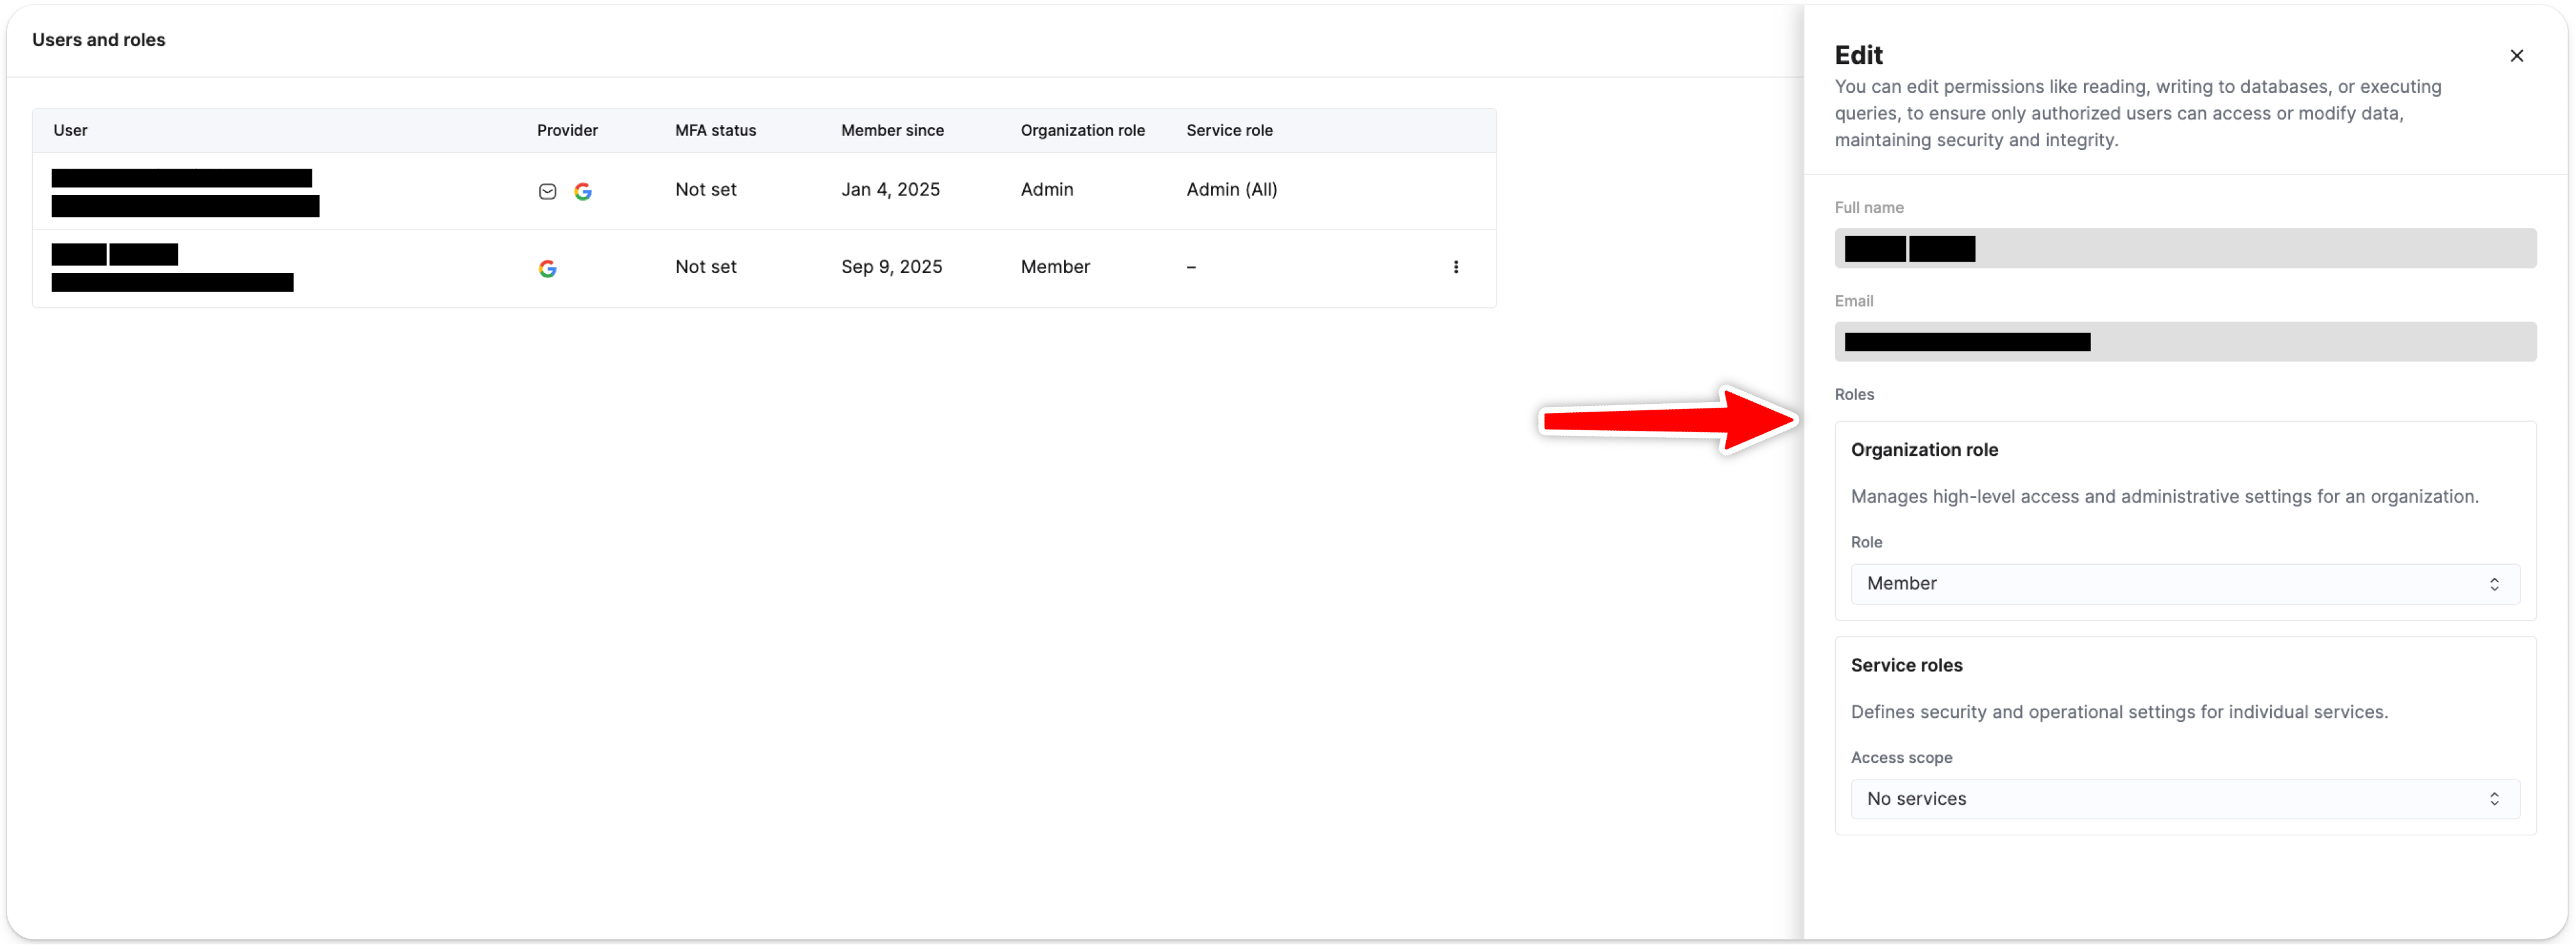 Users and roles
User Provider MFA status Member since Organization role Service role
Not set Jan 4, 2025 Admin Admin (All)
Not set Sep 9, 2025 Member –
Edit
You can edit permissions like reading, writing to databases, or executing
queries, to ensure only authorized users can access or modify data,
maintaining security and integrity.
Full name
Email
Roles
Organization role
Manages high-level access and administrative settings for an organization.
Role
Member
Service roles
Defines security and operational settings for individual services.
Access scope
No services